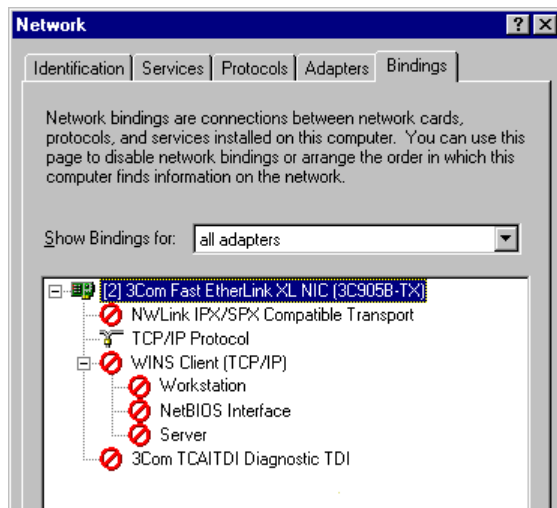 Network
Identification Services Protocols Adapters Bindings
Network bindings are connections between network cards,
protocols, and services installed on this computer. You can use this
page to disable network bindings or arrange the order in which this
computer finds information on the network.
Show Bindings for: all adapters
[2] 3Com Fast EtherLink XL NIC (3C905B-TX)
NWLink IPX/SPX Compatible Transport
TCP/IP Protocol
WINS Client (TCP/IP)
Workstation
NetBIOS Interface
Server
3Com TCAITDI Diagnostic TDI